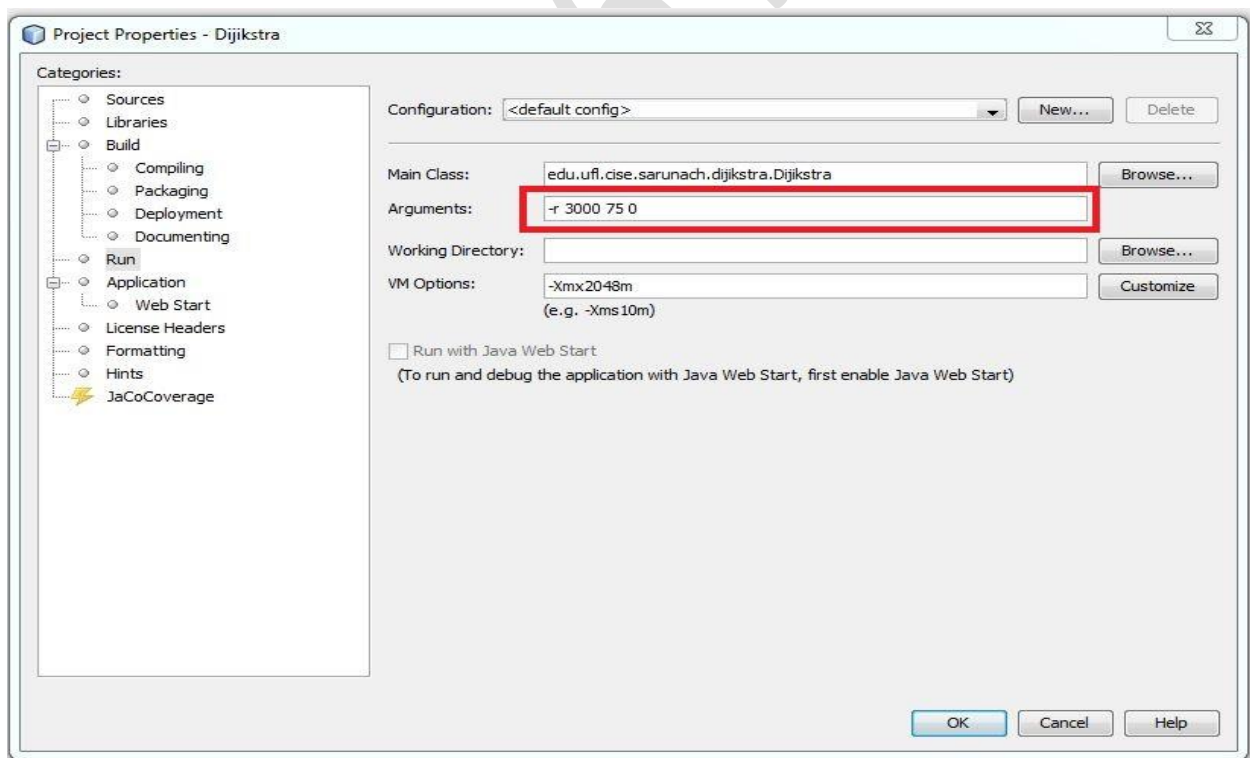 Project Properties - Dijikstra
Categories:
Sources
Libraries
Build
Compiling
Packaging
Deployment
Documenting
Run
Application
Web Start
License Headers
Formatting
Hints
JaCoCoverage
Configuration: <default config> New... Delete
Main Class: edu.ufl.cise.sarunach.dijikstra.Dijikstra Browse...
Arguments: -r 3000 75 0
Working Directory: Browse...
VM Options: -Xmx2048m Customize
(e.g. -Xms10m)
Run with Java Web Start
(To run and debug the application with Java Web Start, first enable Java Web Start)
OK Cancel Help